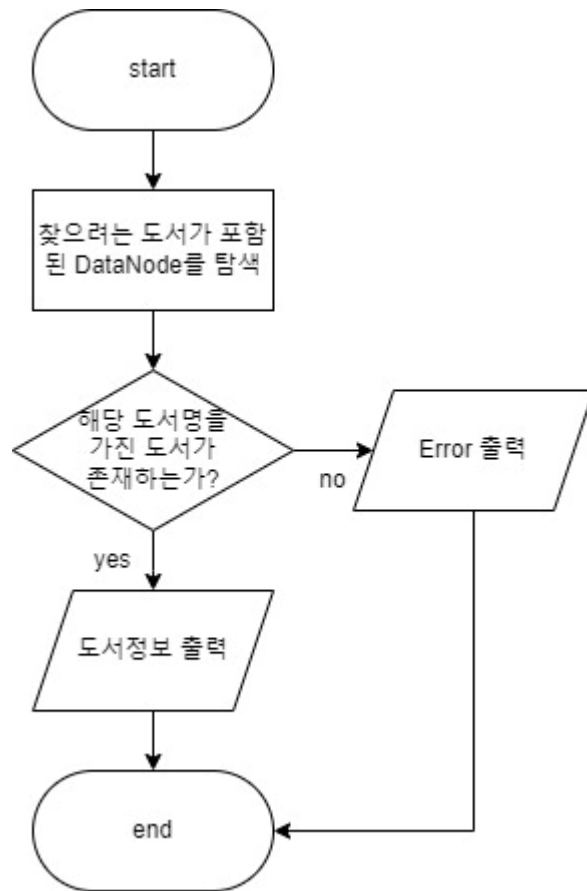 start
찾으려는 도서가 포함
된 DataNode를 탐색
해당 도서명을
가진 도서가
존재하는가?
no
Error 출력
yes
도서정보 출력
end